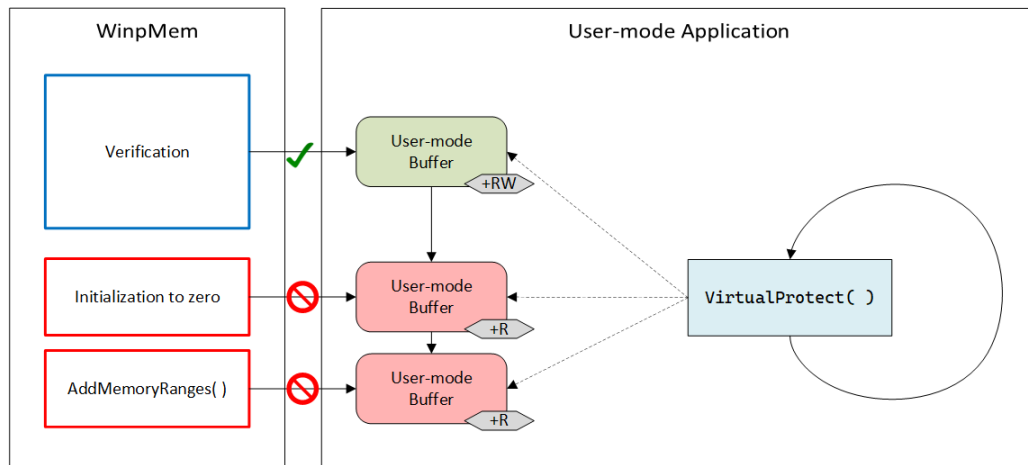 WinpMem
User-mode Application
Verification
User-mode
Buffer
+RW
Initialization to zero
User-mode
Buffer
+R
VirtualProtect( )
AddMemoryRanges( )
User-mode
Buffer
+R